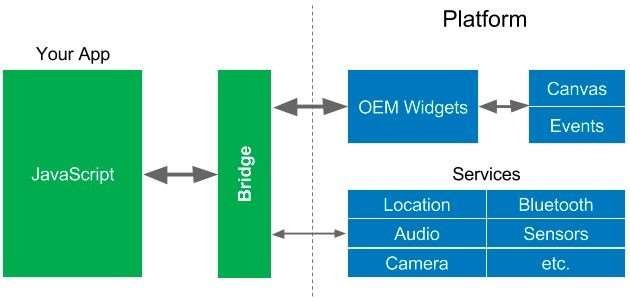 Platform
Your App
JavaScript
Bridge
OEM Widgets
Canvas
Events
Services
Location
Bluetooth
Audio
Sensors
Camera
etc.